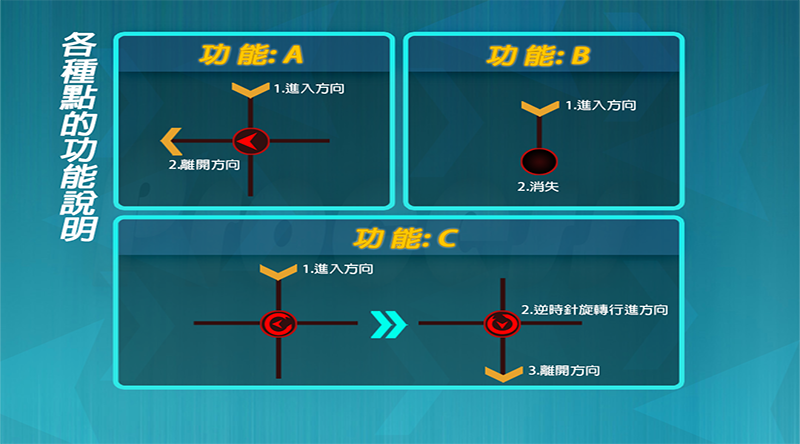 各種點的功能說明
功能: A
1.進入方向
2.離開方向
功能: B
1.進入方向
2.消失
功能: C
1.進入方向
2.逆時針旋轉行進方向
3.離開方向